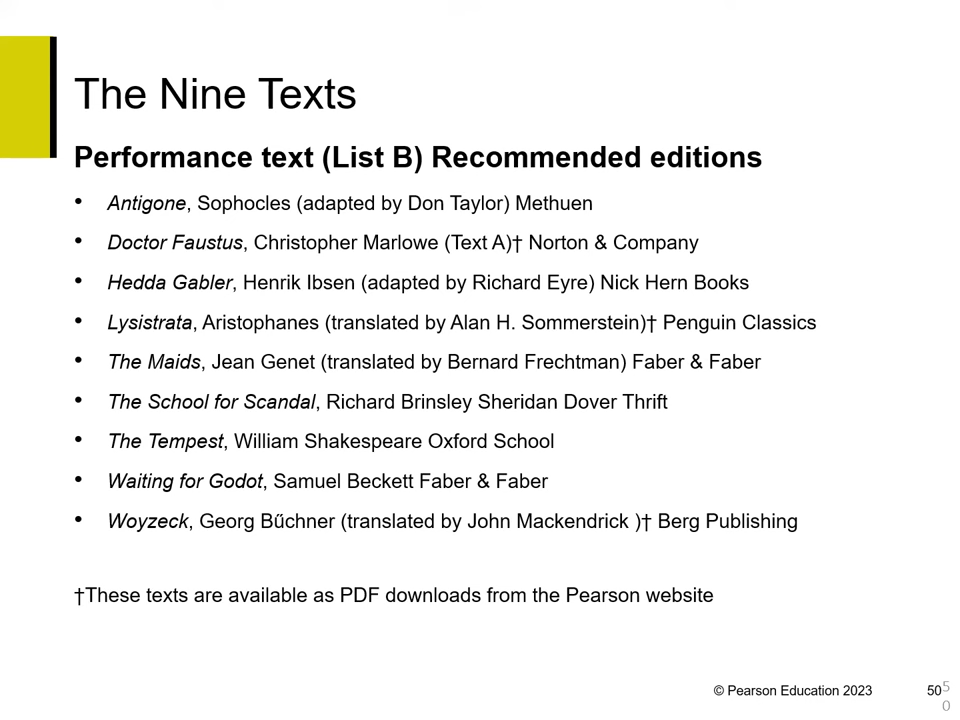 The Nine Texts
Performance text (List B) Recommended editions
• Antigone, Sophocles (adapted by Don Taylor) Methuen
• Doctor Faustus, Christopher Marlowe (Text A)† Norton & Company
• Hedda Gabler, Henrik Ibsen (adapted by Richard Eyre) Nick Hern Books
• Lysistrata, Aristophanes (translated by Alan H. Sommerstein)† Penguin Classics
• The Maids, Jean Genet (translated by Bernard Frechtman) Faber & Faber
• The School for Scandal, Richard Brinsley Sheridan Dover Thrift
• The Tempest, William Shakespeare Oxford School
• Waiting for Godot, Samuel Beckett Faber & Faber
• Woyzeck, Georg Bűchner (translated by John Mackendrick )† Berg Publishing
†These texts are available as PDF downloads from the Pearson website
© Pearson Education 2023 50
5
0